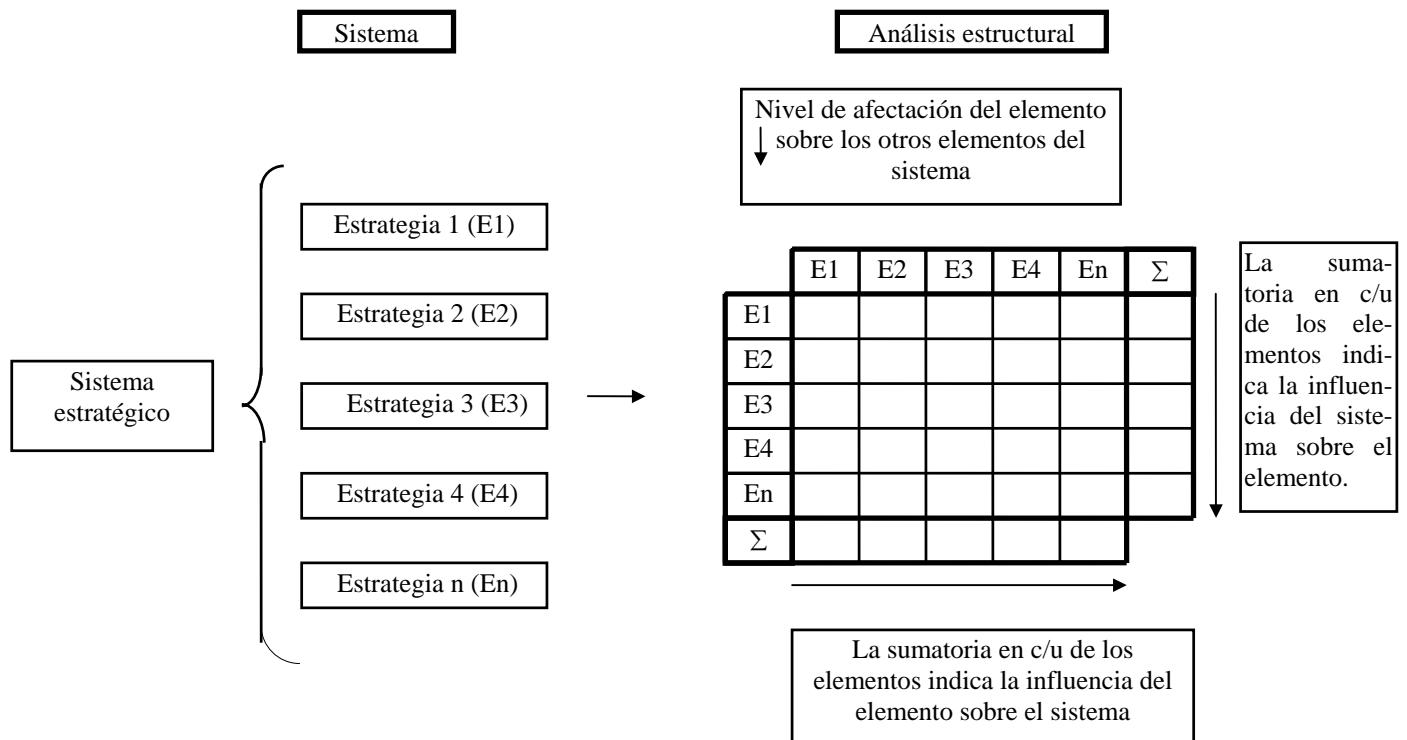 Sistema
Análisis estructural
Nivel de afectación del elemento
sobre los otros elementos del
sistema
Estrategia 1 (E1)
Estrategia 2 (E2)
Estrategia 3 (E3)
Estrategia 4 (E4)
Estrategia n (En)
Sistema
estratégico
E1 E2 E3 E4 En ∑
E1
E2
E3
E4
En
∑
La suma-
toria en c/u
de los ele-
mentos indi-
ca la influen-
cia del siste-
ma sobre el
elemento.
La sumatoria en c/u de los
elementos indica la influencia del
elemento sobre el sistema